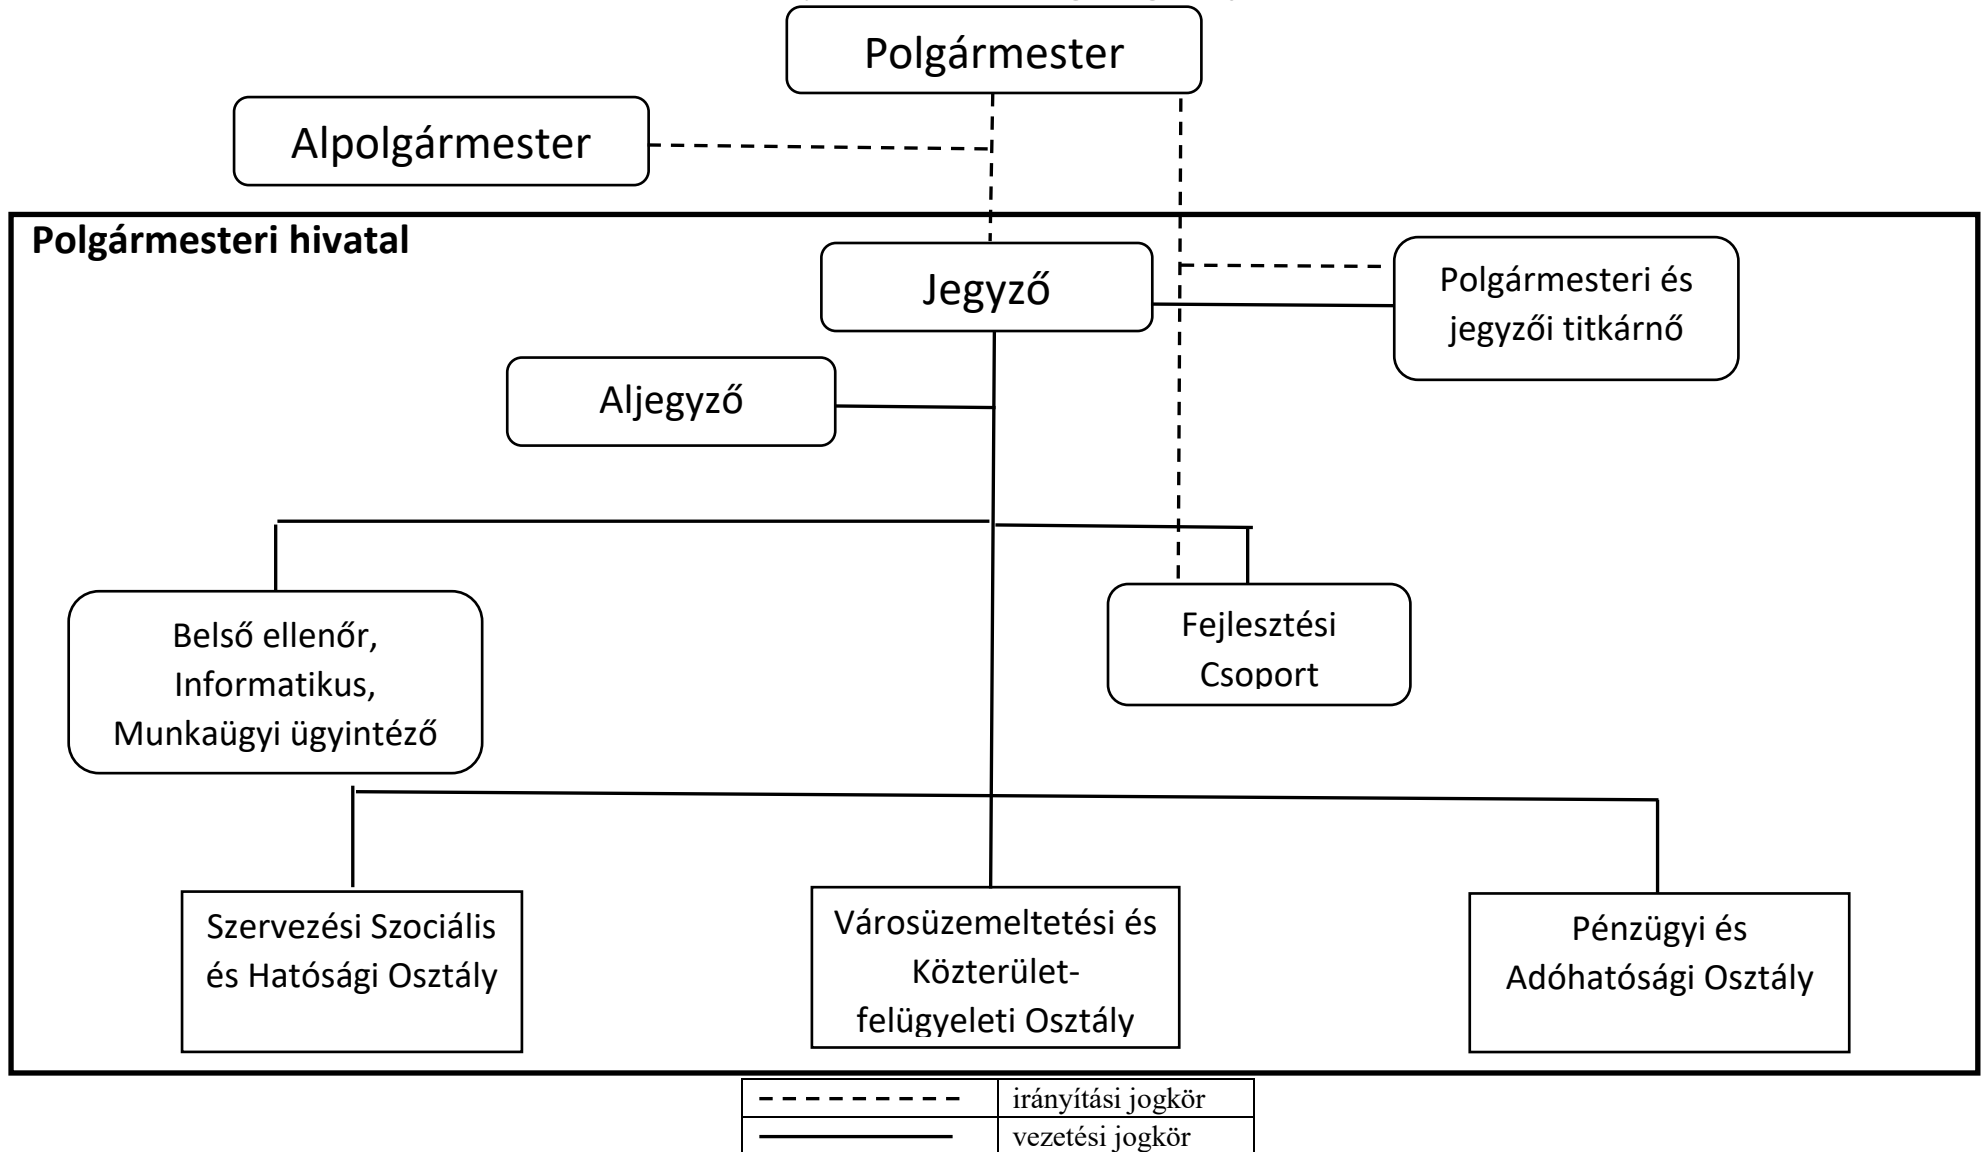 Polgármester
Alpolgármester
Polgármesteri hivatal
Jegyző
Polgármesteri és
jegyzői titkárnő
Aljegyző
Belső ellenőr,
Informatikus,
Munkaügyi ügyintéző
Fejlesztési
Csoport
Szervezési Szociális
és Hatósági Osztály
Városüzemeltetési és
Közterület-
felügyeleti Osztály
Pénzügyi és
Adóhatósági Osztály
irányítási jogkör
vezetési jogkör